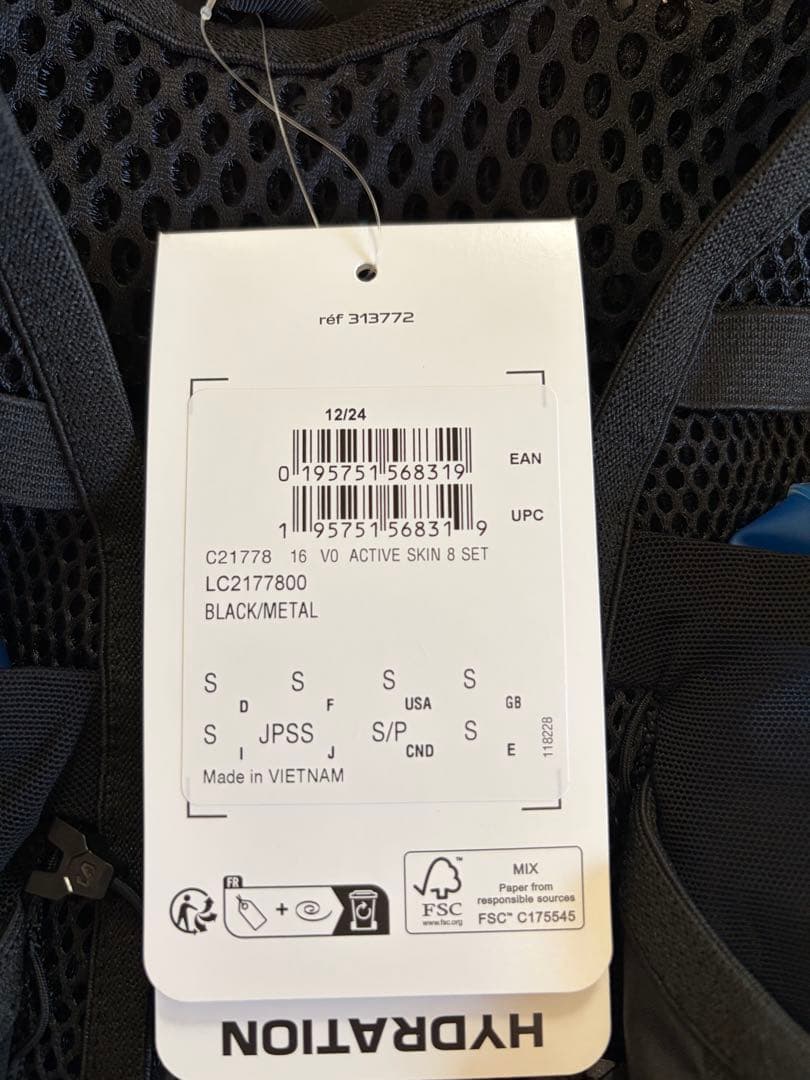 réf 313772
12/24
0 195751 568319
EAN
1 95751 56831 9
UPC
C21778 16 V0 ACTIVE SKIN 8 SET
LC2177800
BLACK/METAL
S D S F S USA S GB
S I JPSS J S/P CND S E
118228
Made in VIETNAM
FR
+
FSC™
www.fsc.org
MIX
Paper from
responsible sources
FSC™ C175545
HYDRATION